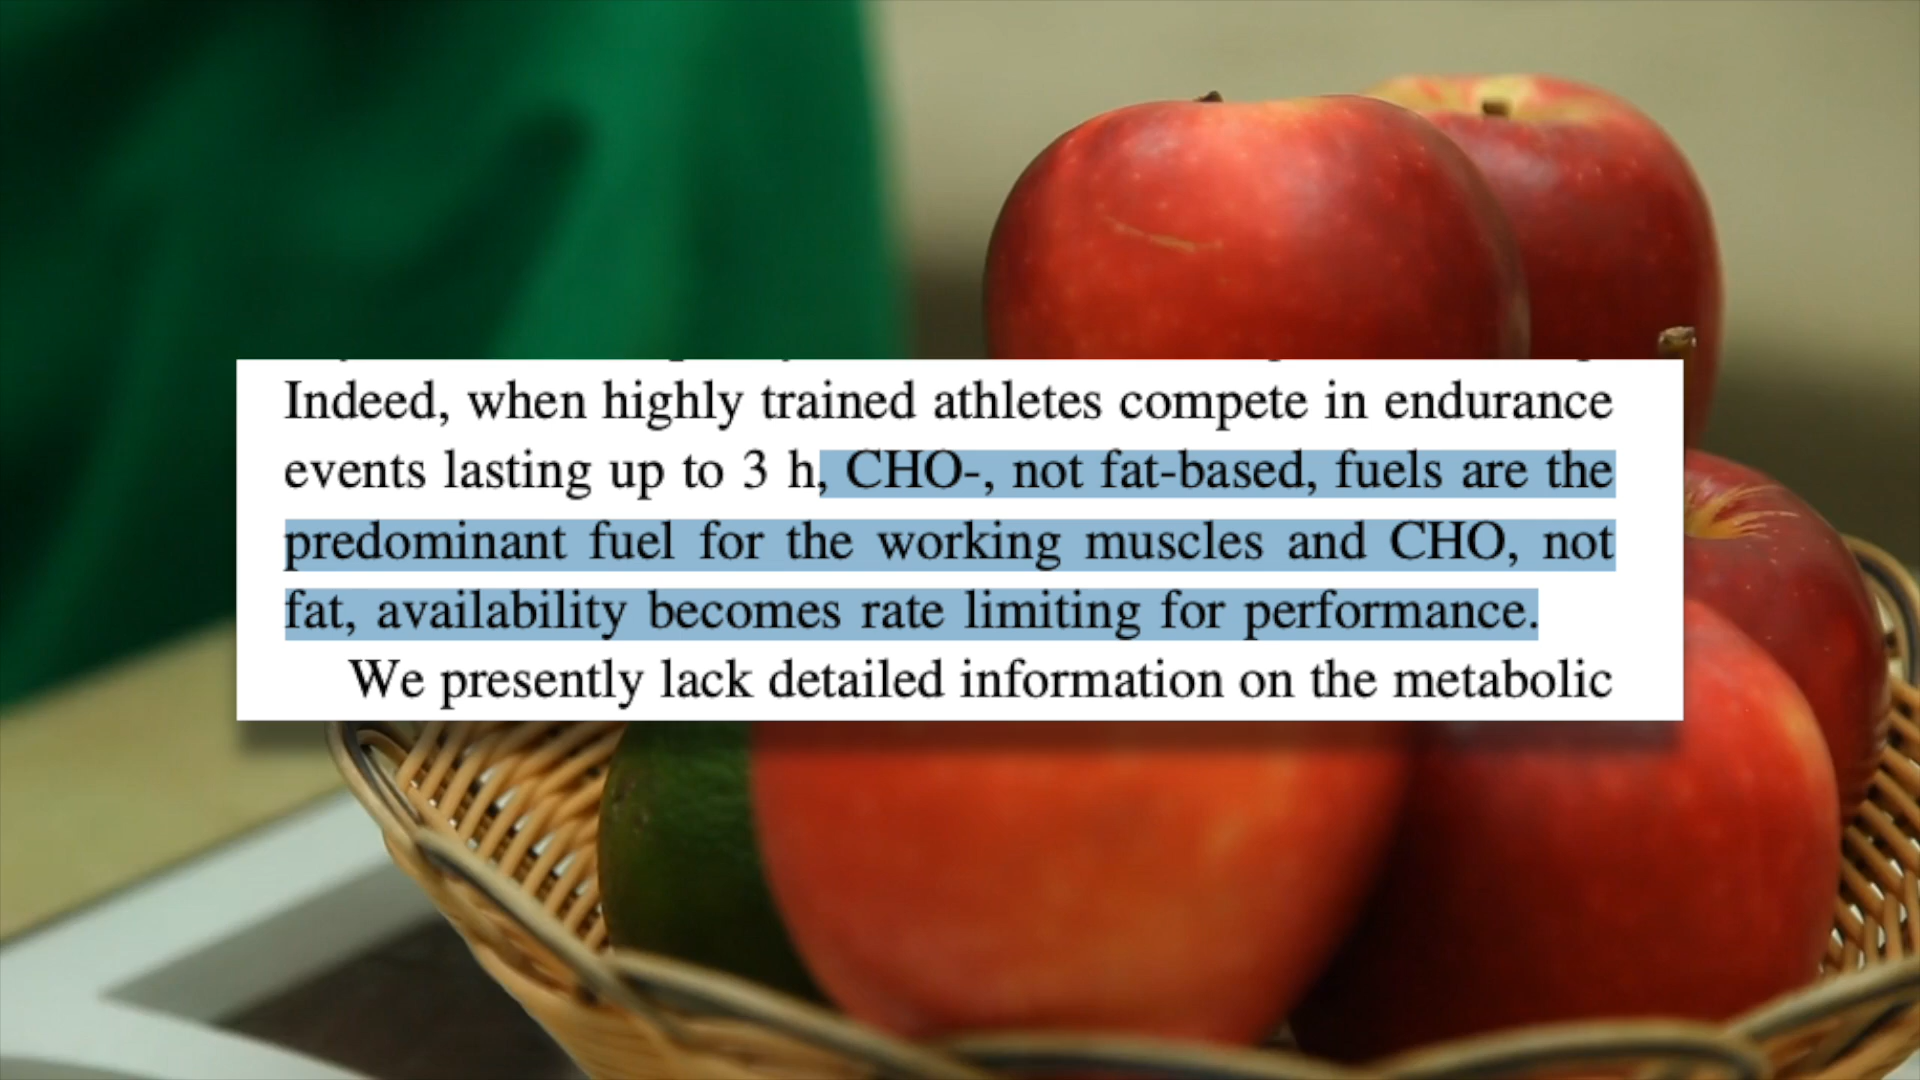 Indeed, when highly trained athletes compete in endurance
events lasting up to 3 h, CHO-, not fat-based, fuels are the
predominant fuel for the working muscles and CHO, not
fat, availability becomes rate limiting for performance.
We presently lack detailed information on the metabolic